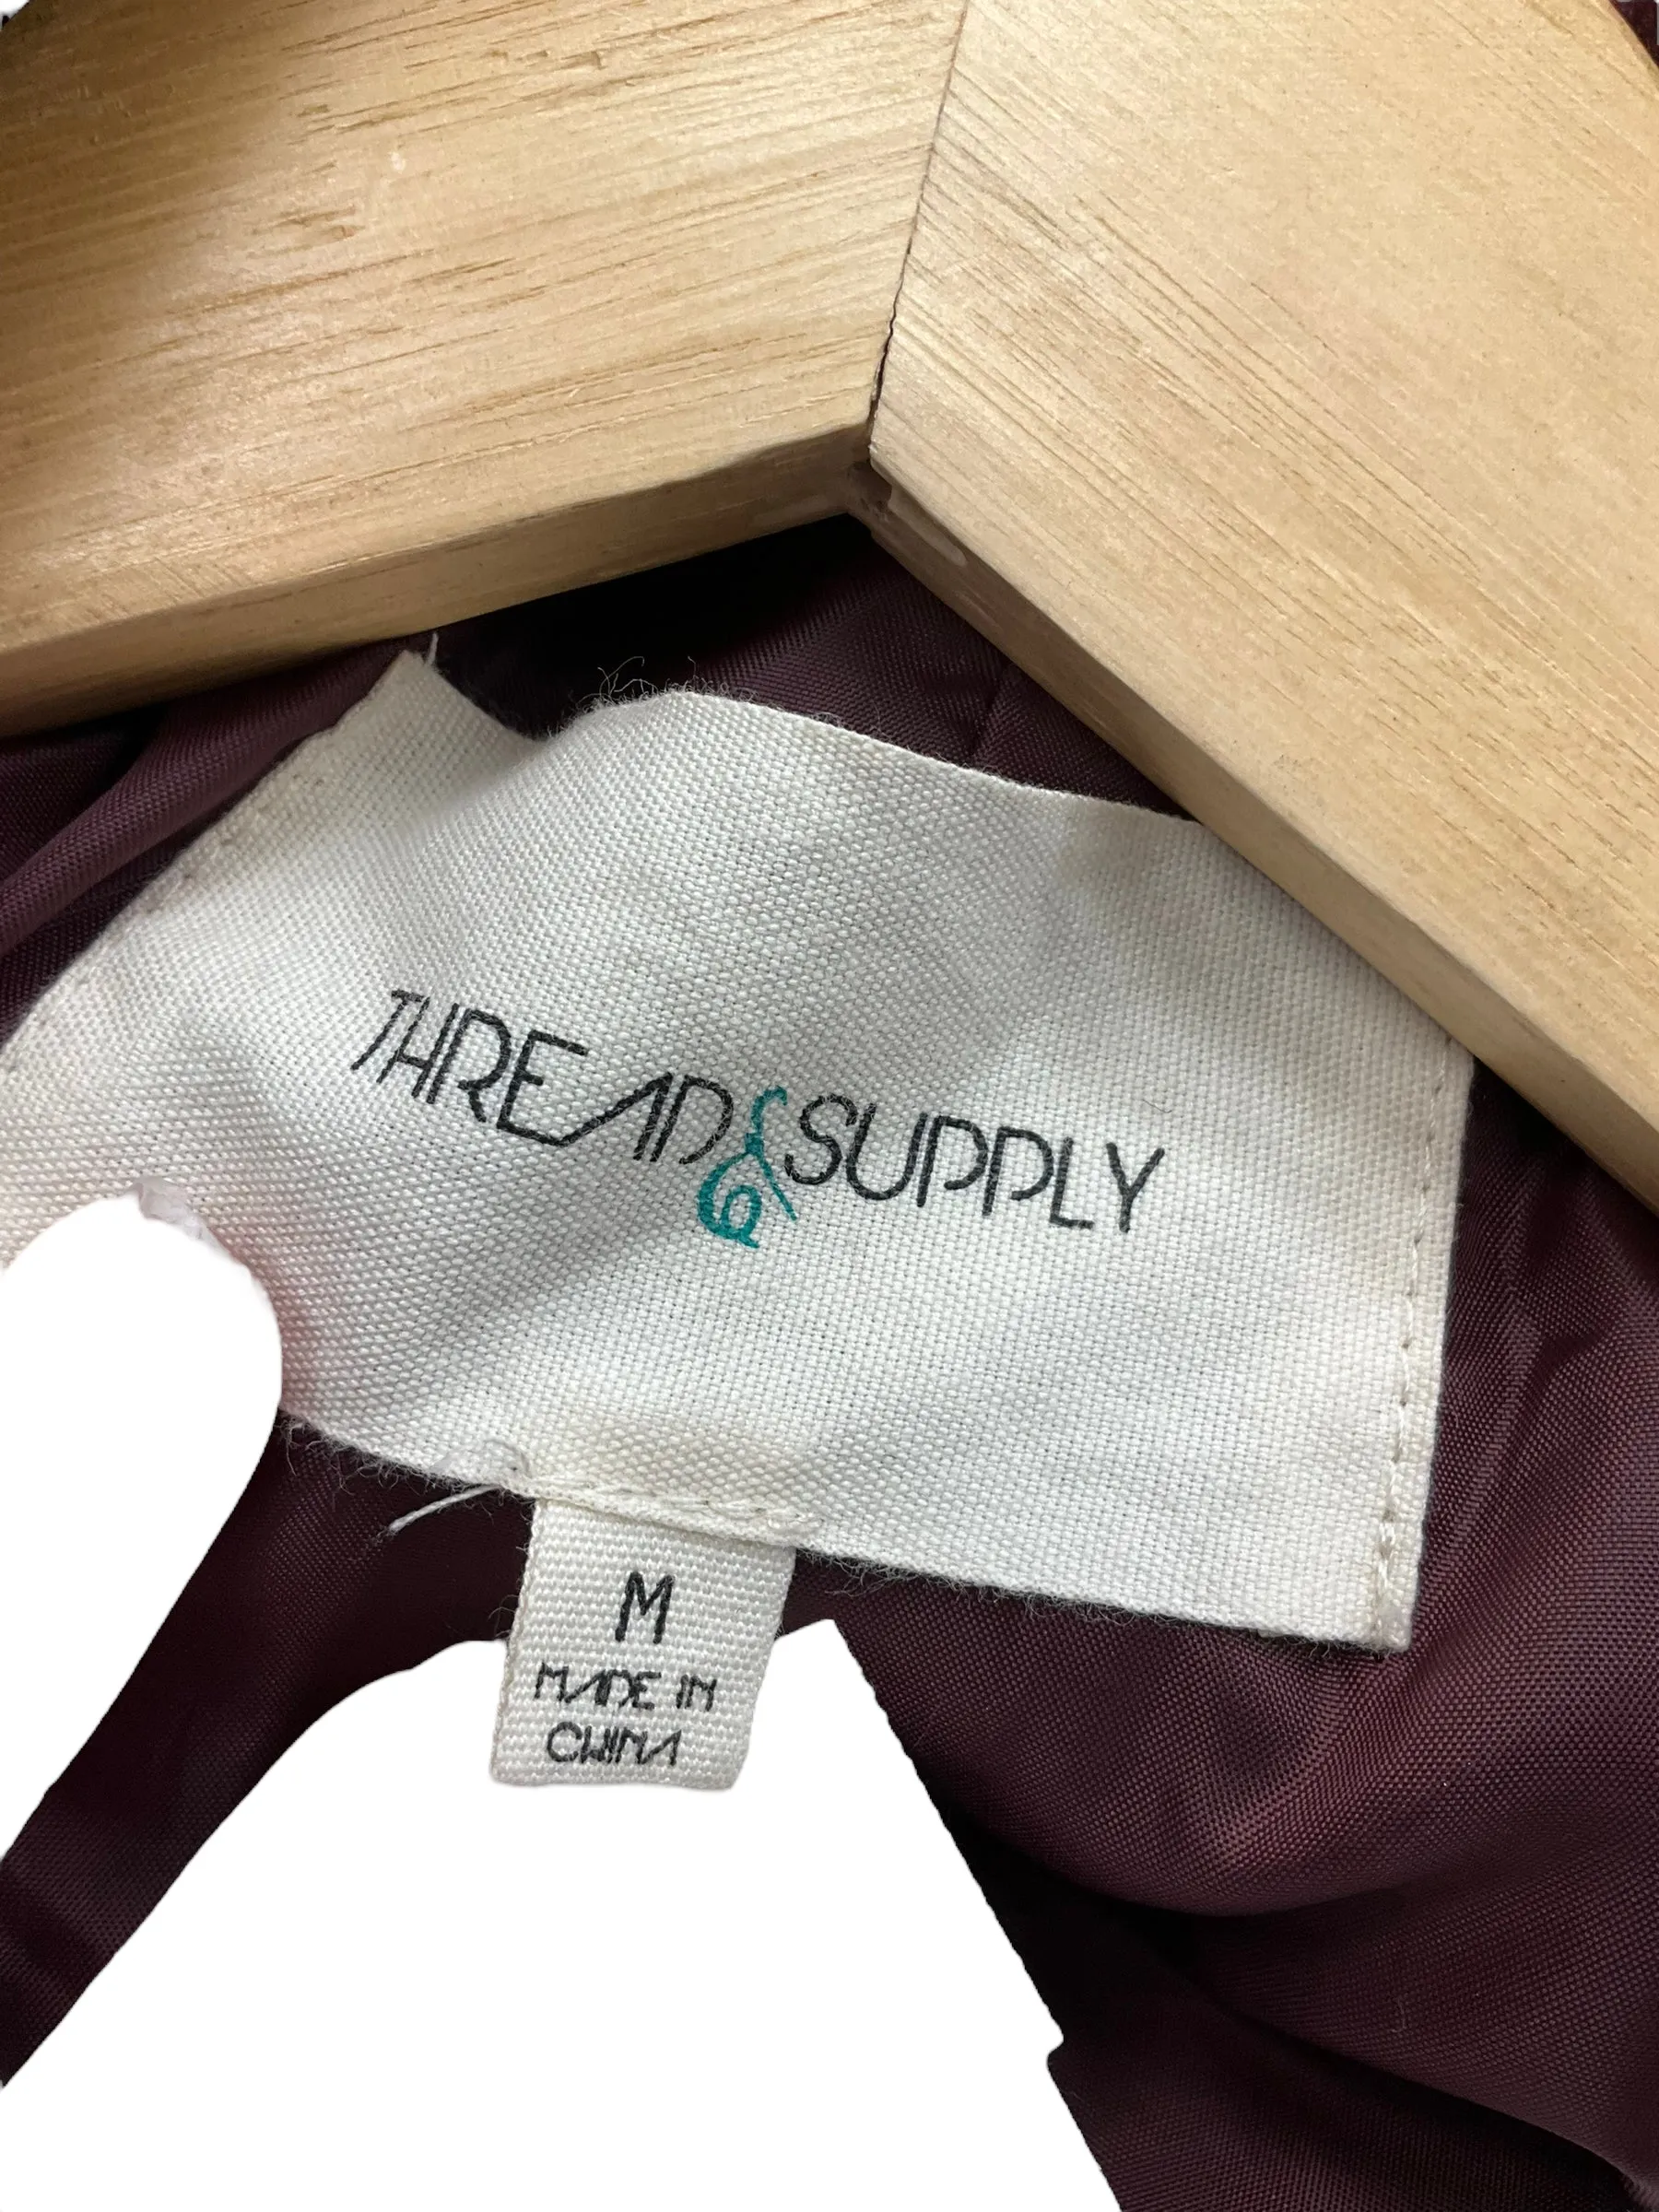 THREAD & SUPPLY
M
MADE IN
CHINA